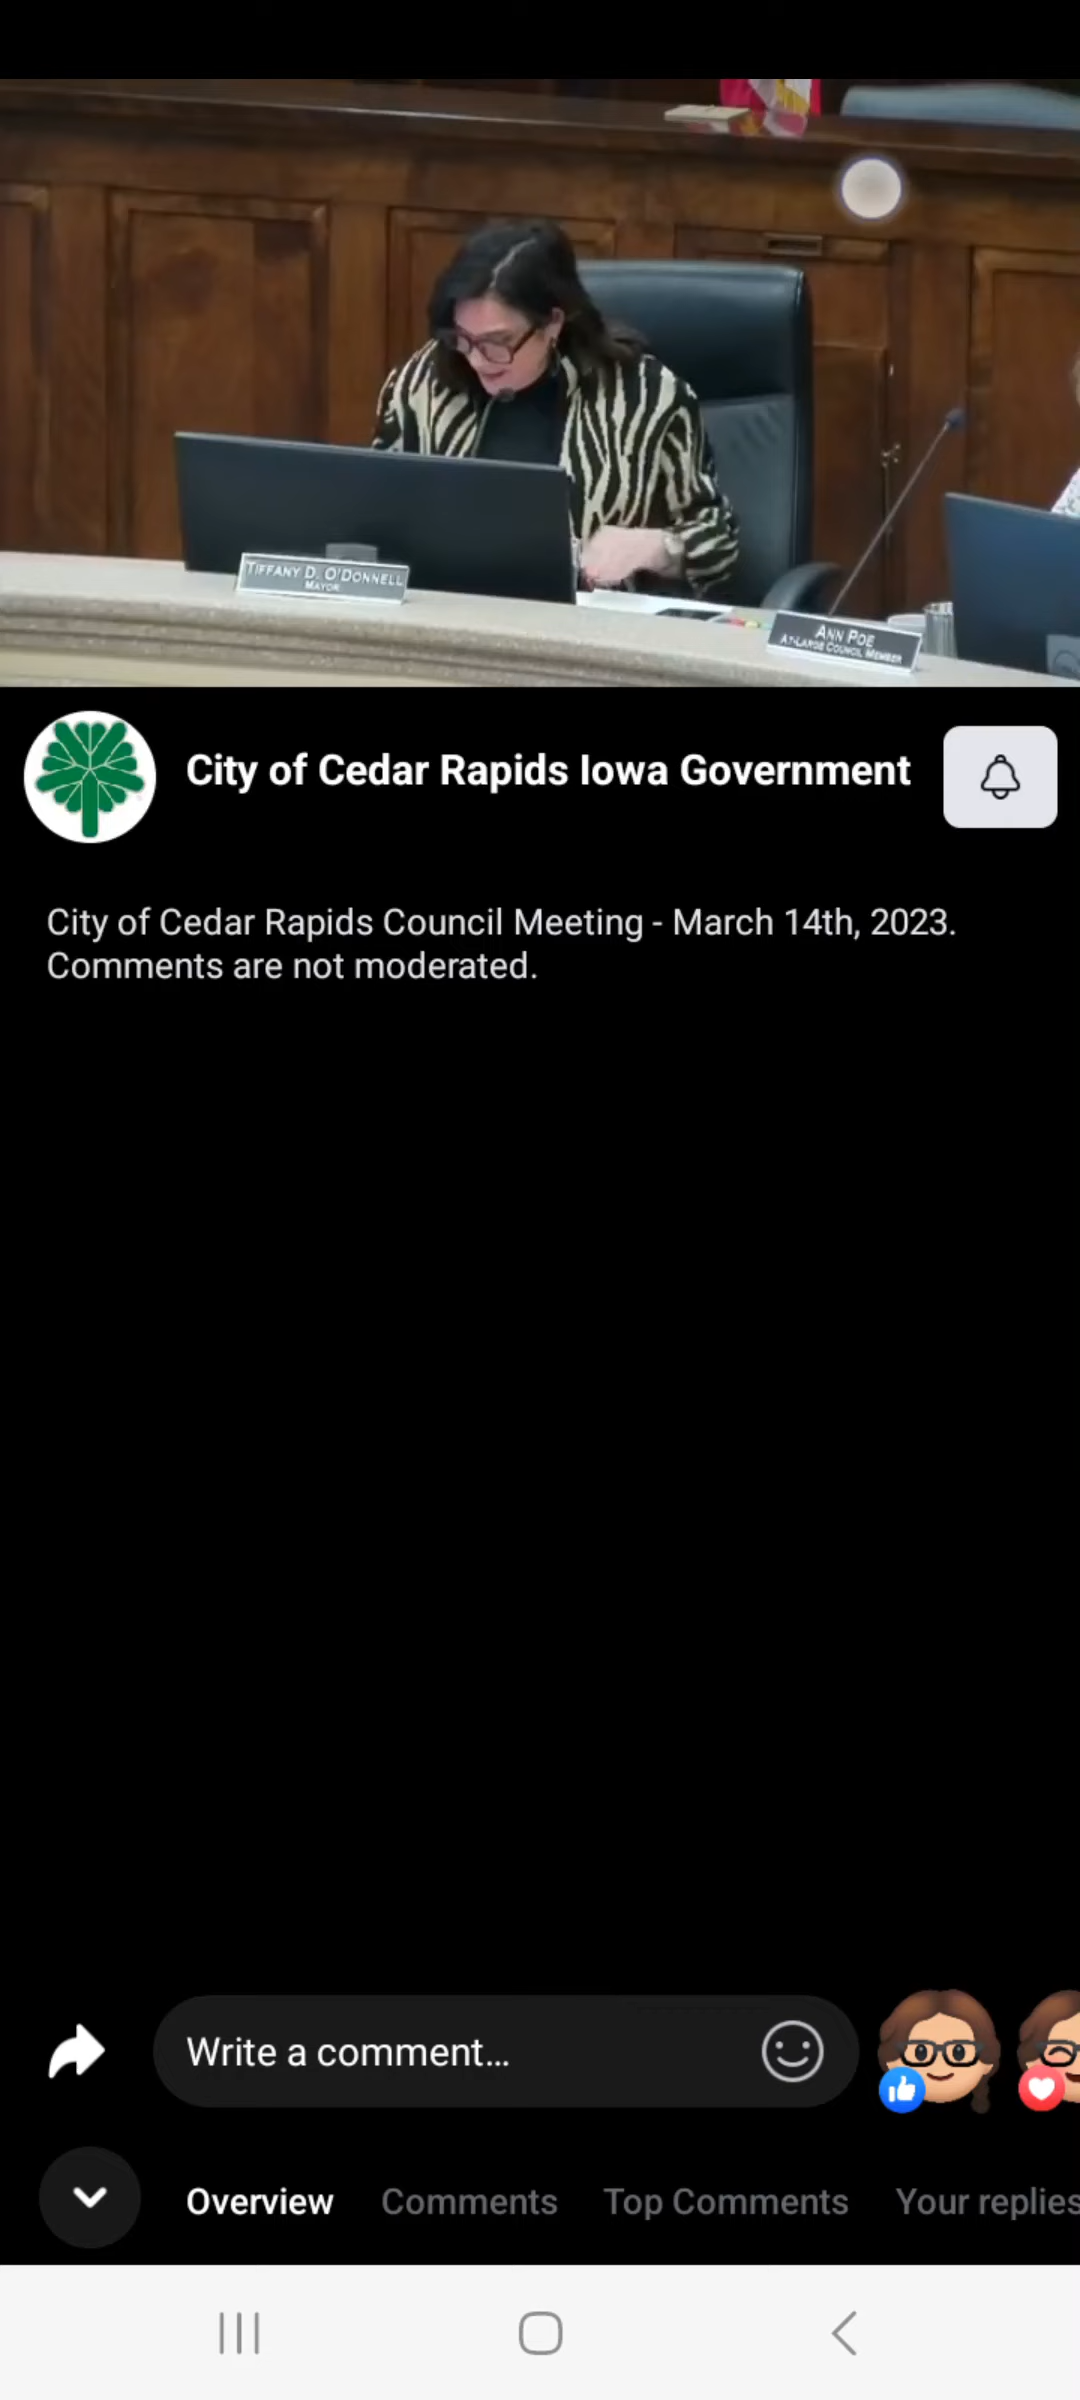 TIFFANY D. O'DONNELL
MAYOR
ANN POE
AT-LARGE COUNCIL MEMBER
City of Cedar Rapids Iowa Government
City of Cedar Rapids Council Meeting - March 14th, 2023.
Comments are not moderated.
Write a comment...
Overview Comments Top Comments Your replies